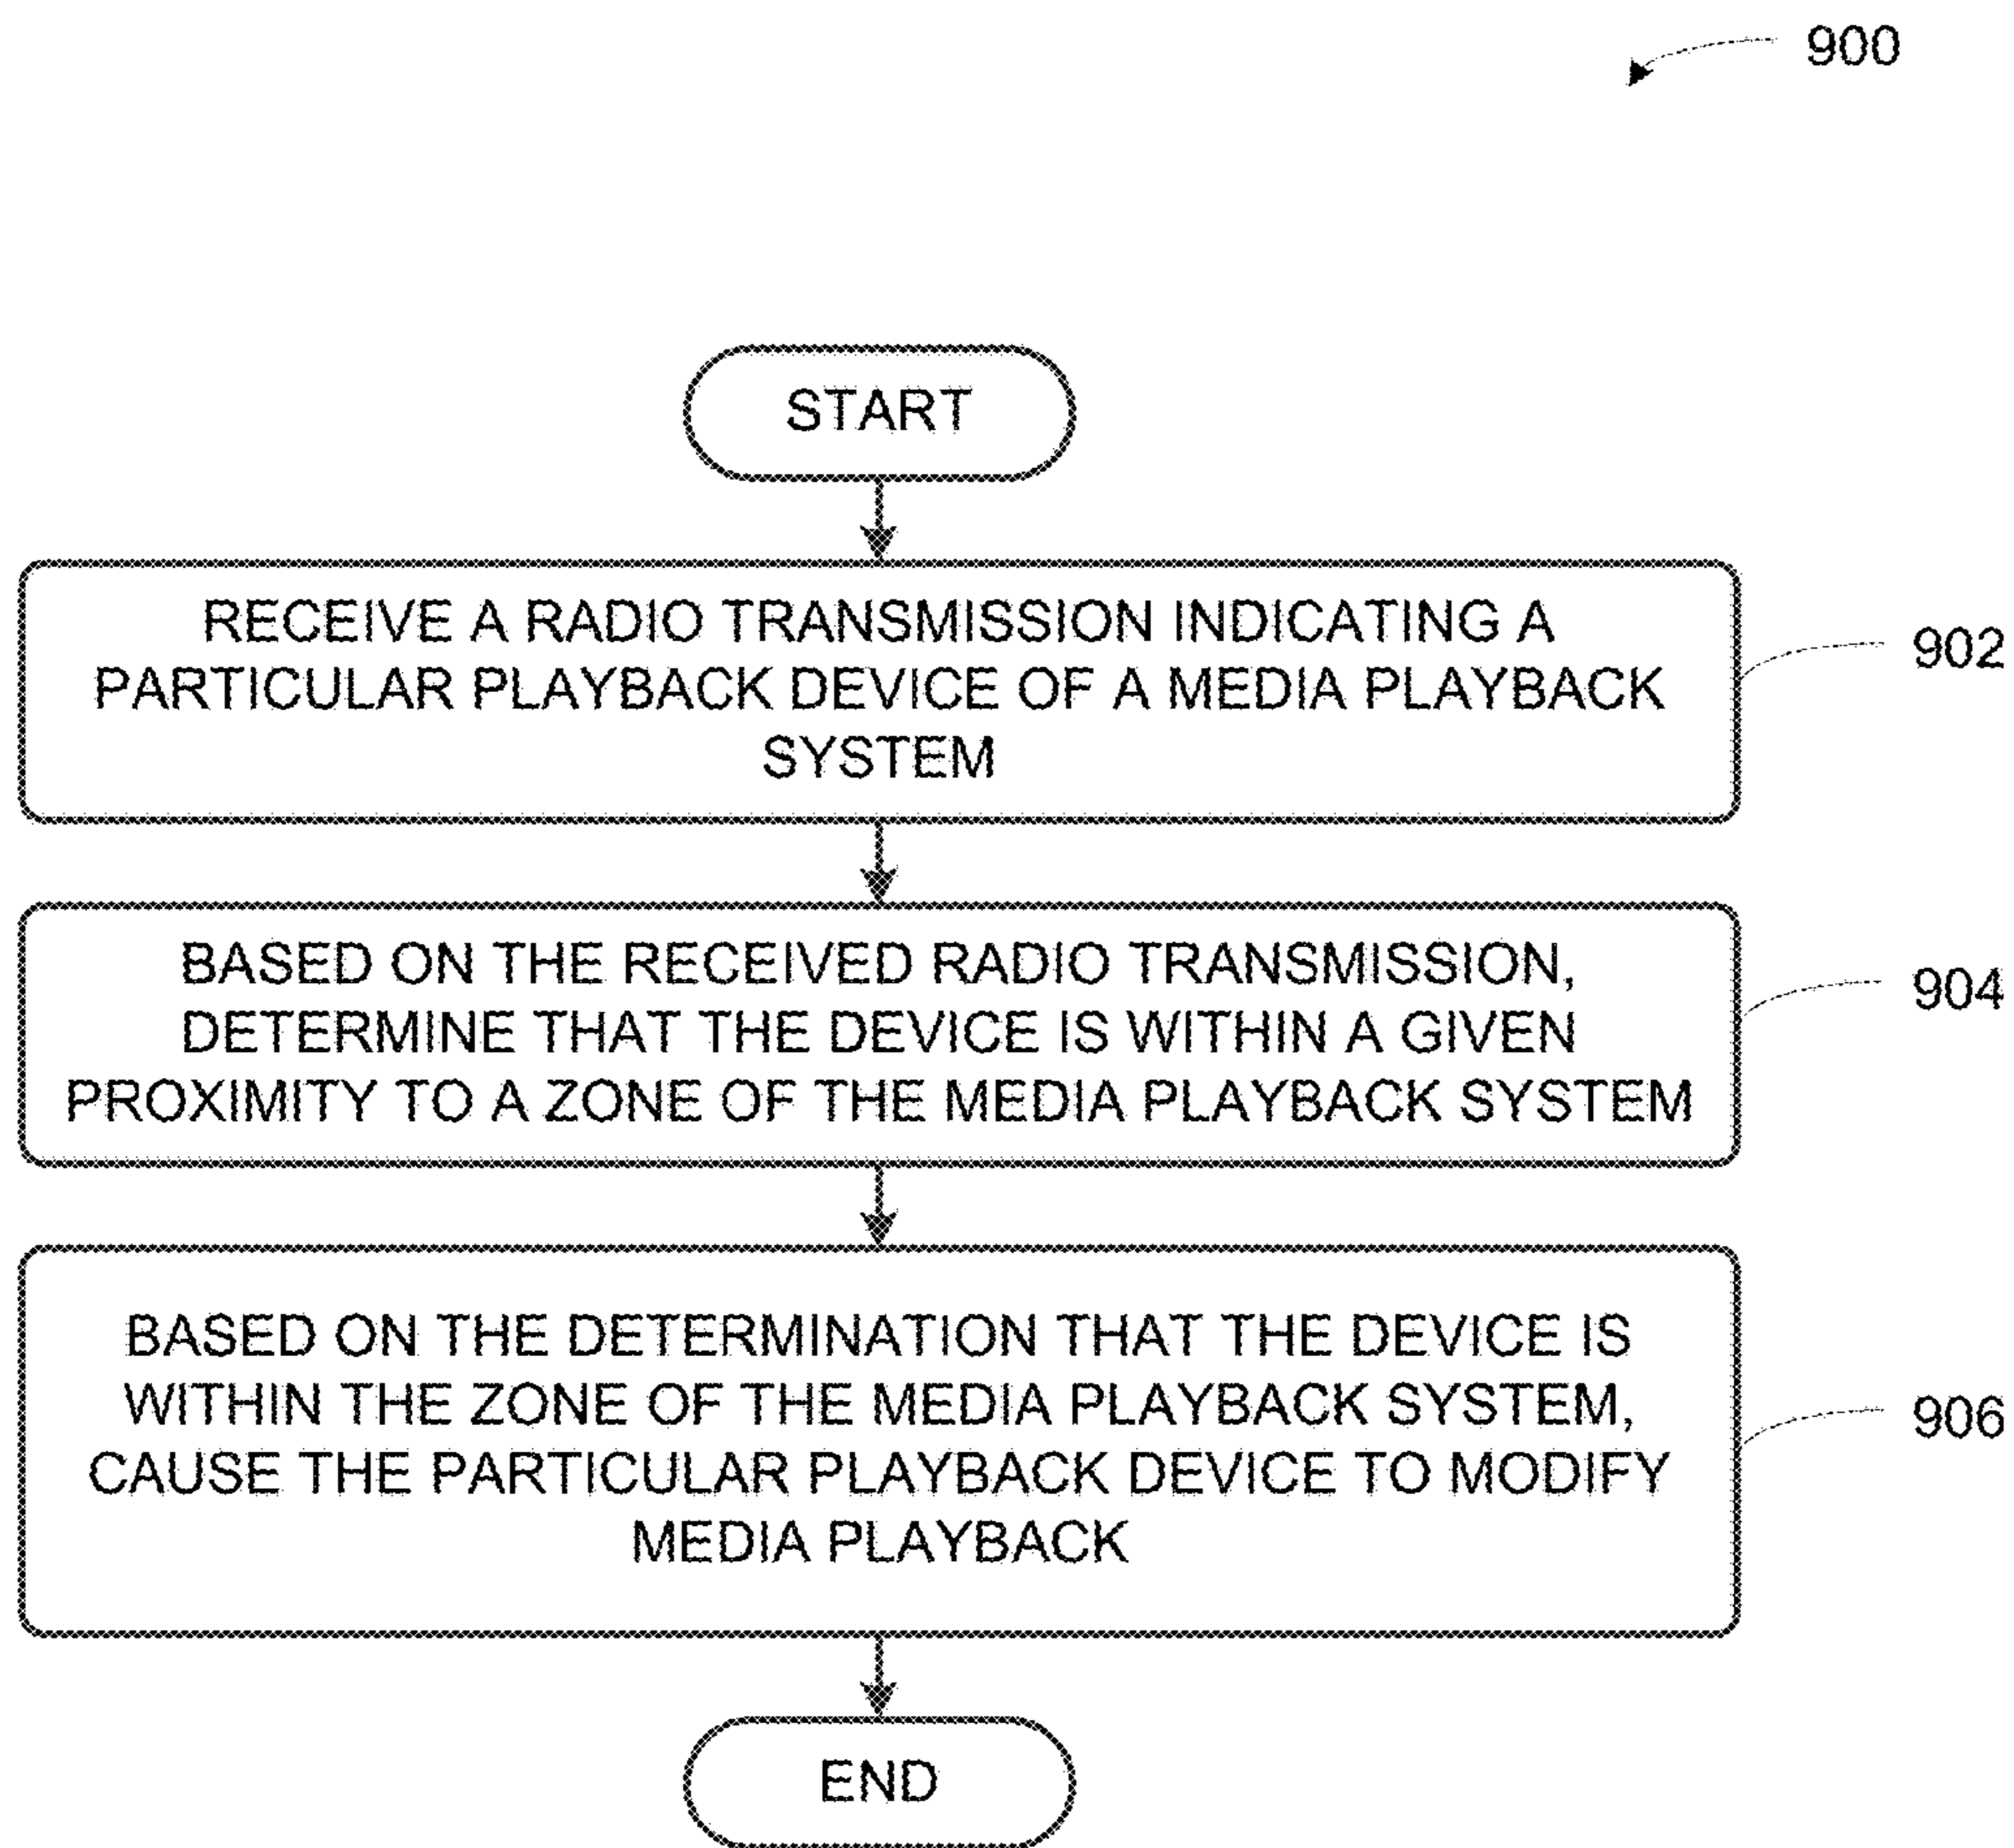 900
START
RECEIVE A RADIO TRANSMISSION INDICATING A
PARTICULAR PLAYBACK DEVICE OF A MEDIA PLAYBACK
SYSTEM
902
BASED ON THE RECEIVED RADIO TRANSMISSION,
DETERMINE THAT THE DEVICE IS WITHIN A GIVEN
PROXIMITY TO A ZONE OF THE MEDIA PLAYBACK SYSTEM
904
BASED ON THE DETERMINATION THAT THE DEVICE IS
WITHIN THE ZONE OF THE MEDIA PLAYBACK SYSTEM,
CAUSE THE PARTICULAR PLAYBACK DEVICE TO MODIFY
MEDIA PLAYBACK
906
END